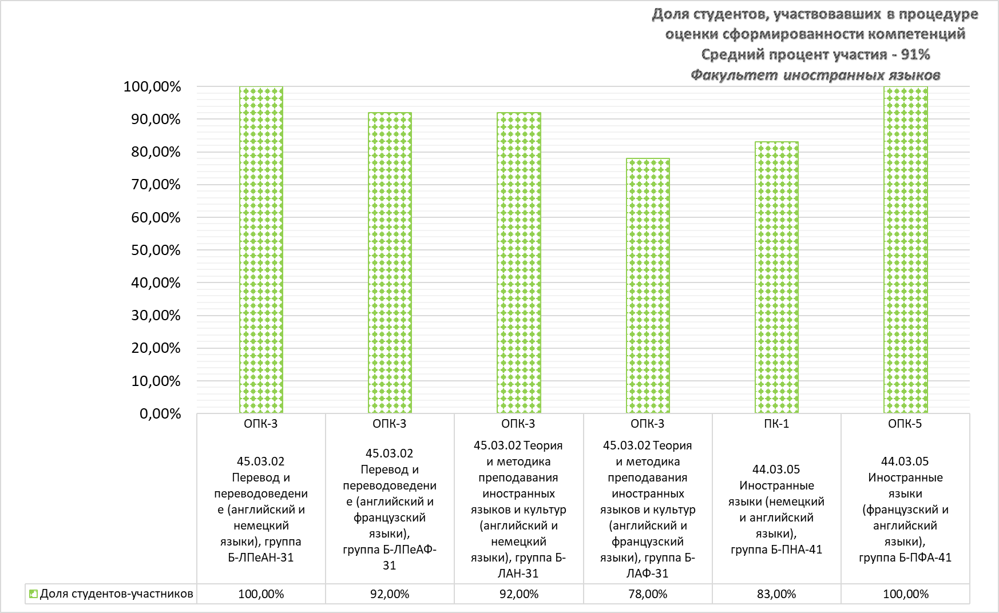 Доля студентов, участвовавших в процедуре
оценки сформированности компетенций
Средний процент участия - 91%
Факультет иностранных языков
100,00%
90,00%
80,00%
70,00%
60,00%
50,00%
40,00%
30,00%
20,00%
10,00%
0,00%
ОПК-3
45.03.02
Перевод и
переводоведени
е (английский и
немецкий
языки), группа
Б-ЛПеАН-31
ОПК-3
45.03.02
Перевод и
переводоведени
е (английский и
французский
языки),
группа Б-ЛПеАФ-
31
ОПК-3
45.03.02 Теория
и методика
преподавания
иностранных
языков и культур
(английский и
немецкий
языки), группа Б-
ЛАН-31
ОПК-3
45.03.02 Теория
и методика
преподавания
иностранных
языков и культур
(английский и
французский
языки), группа Б-
ЛАФ-31
ПК-1
44.03.05
Иностранные
языки (немецкий
и английский
языки),
группа Б-ПНА-41
ОПК-5
44.03.05
Иностранные
языки
(французский и
английский
языки),
группа Б-ПФА-41
Доля студентов-участников
100,00%
92,00%
92,00%
78,00%
83,00%
100,00%